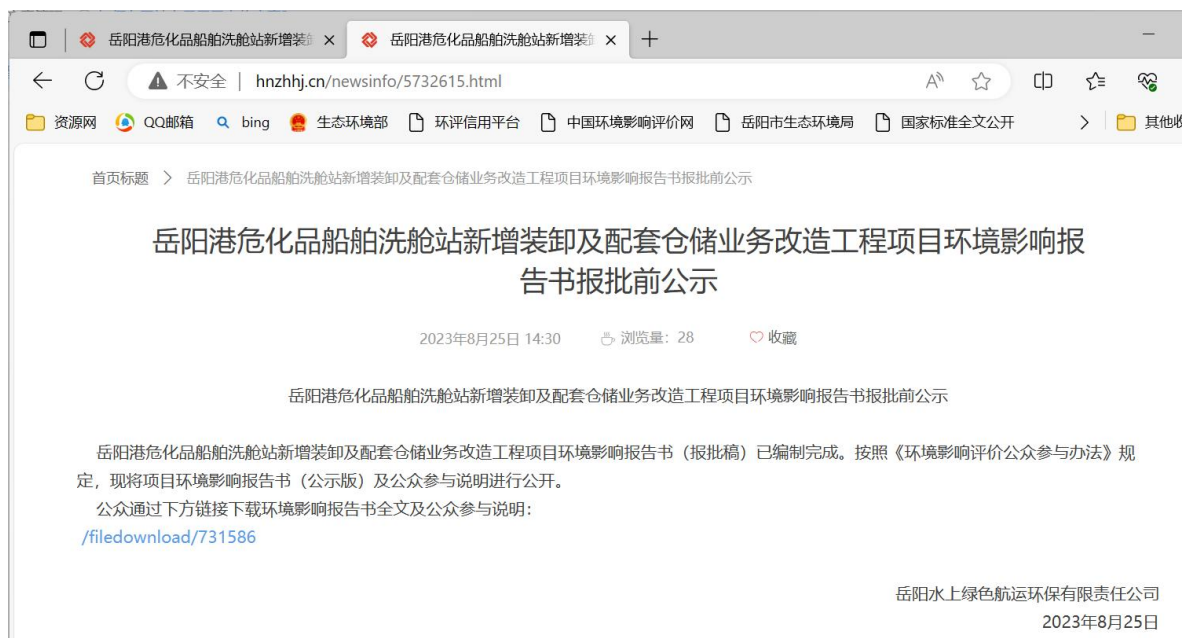 岳阳港危化品船舶洗舱站新增装卸
岳阳港危化品船舶洗舱站新增装卸
不安全 | hnzhhj.cn/newsinfo/5732615.html
资源网 QQ邮箱 bing 生态环境部 环评信用平台 中国环境影响评价网 岳阳市生态环境局 国家标准全文公开 其他收
首页标题 > 岳阳港危化品船舶洗舱站新增装卸及配套仓储业务改造工程项目环境影响报告书报批前公示
岳阳港危化品船舶洗舱站新增装卸及配套仓储业务改造工程项目环境影响报
告书报批前公示
2023年8月25日 14:30 浏览量：28 收藏
岳阳港危化品船舶洗舱站新增装卸及配套仓储业务改造工程项目环境影响报告书报批前公示
岳阳港危化品船舶洗舱站新增装卸及配套仓储业务改造工程项目环境影响报告书（报批稿）已编制完成。按照《环境影响评价公众参与办法》规
定，现将项目环境影响报告书（公示版）及公众参与说明进行公开。
公众通过下方链接下载环境影响报告书全文及公众参与说明：
/filedownload/731586
岳阳水上绿色航运环保有限责任公司
2023年8月25日